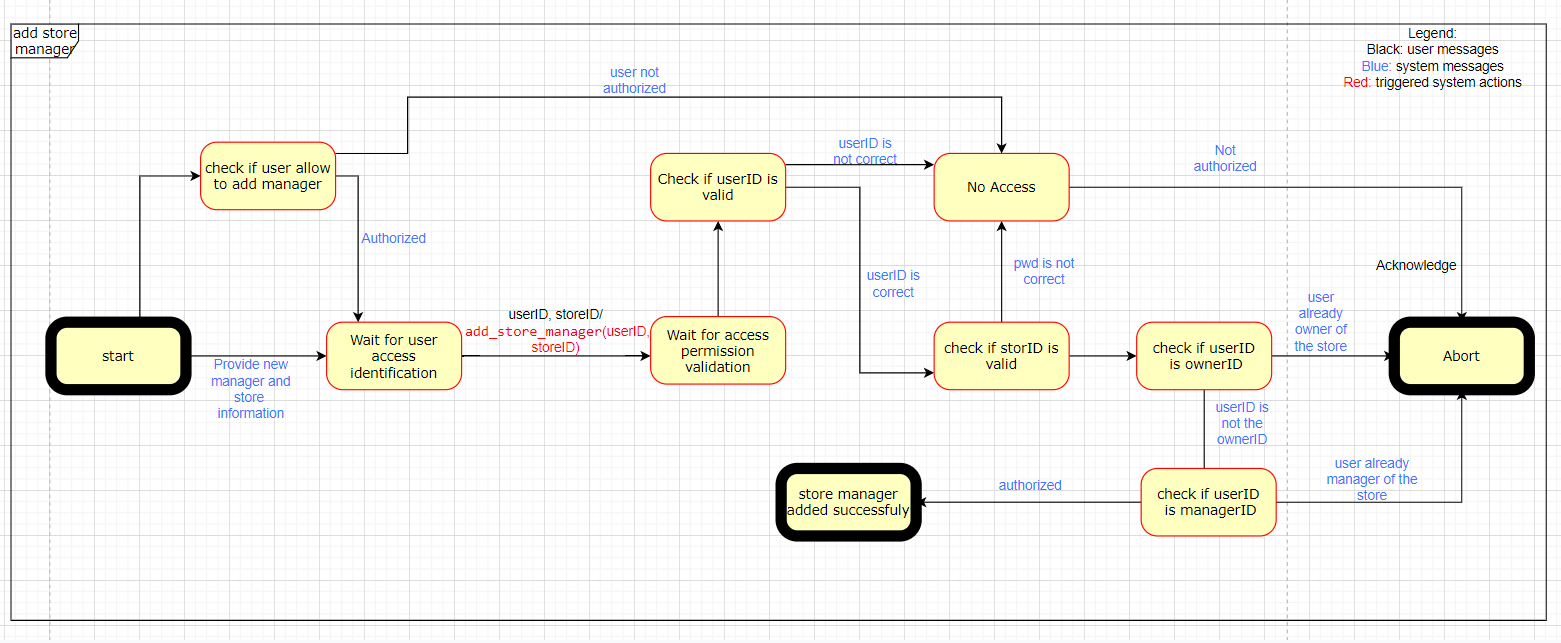 add store
manager
Legend:
Black: user messages
Blue: system messages
Red: triggered system actions
user not
authorized
check if user allow
to add manager
Authorized
Check if userID is
valid
userID is
not correct
No Access
Not
authorized
userID is
correct
pwd is not
correct
Acknowledge
start
Provide new
manager and
store
information
Wait for user
access
identification
userID, storeID/
add_store_manager(userID,
storeID)
Wait for access
permission
validation
check if storID is
valid
check if userID
is ownerID
user
already
owner of
the store
Abort
userID is
not the
ownerID
store manager
added successfuly
authorized
check if userID
is managerID
user already
manager of the
store